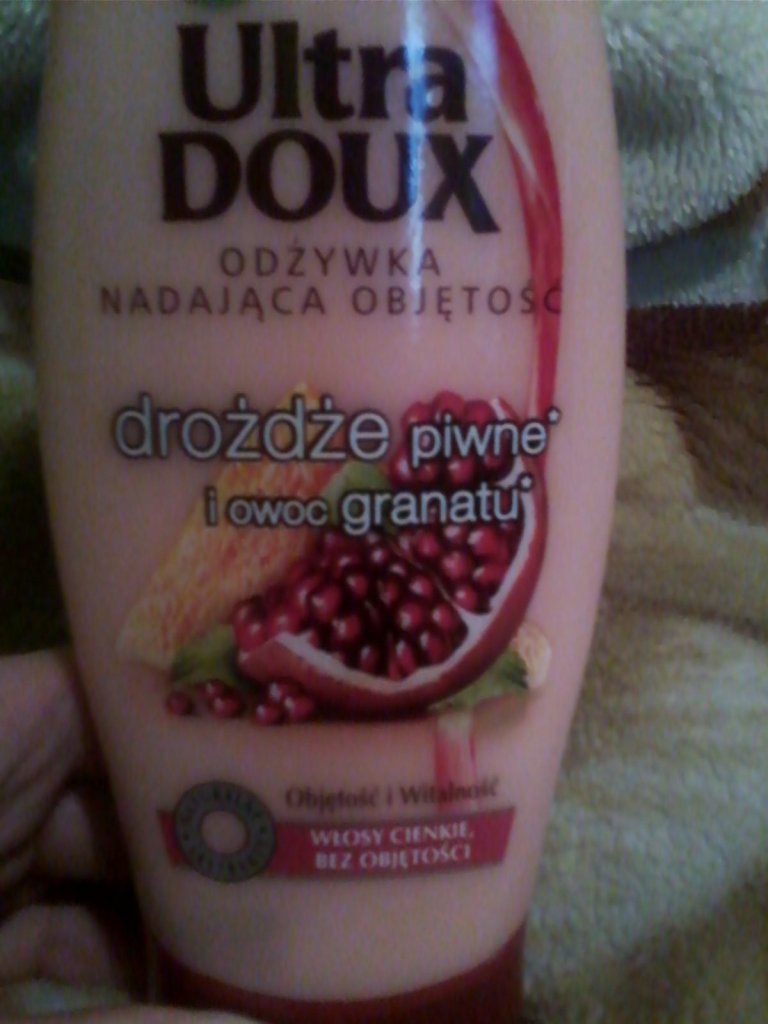 Ultra
DOUX
ODŻYWKA
NADAJĄCA OBJĘTOŚĆ
drożdże piwne*
i owoc granatu*
Objętość i Witalność
WŁOSY CIENKIE,
BEZ OBJĘTOŚCI